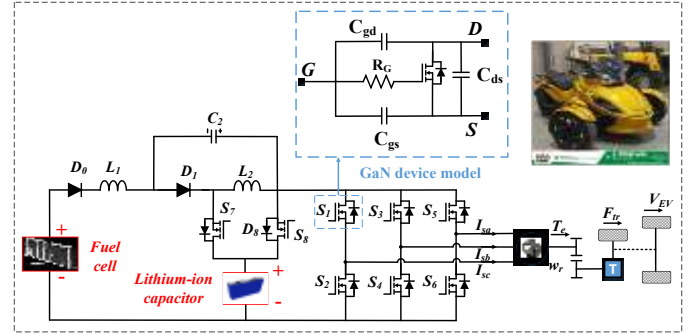 C_gd
D
G
R_G
C_ds
C_gs
S
GaN device model
C_2
D_0
L_1
D_1
L_2
S_7
D_8
S_8
S_1
S_3
S_5
I_sa
T_e
F_tr
V_EV
+
Fuel
cell
-
Lithium-ion
capacitor
+
-
S_2
S_4
S_6
I_sb
I_sc
w_r
T